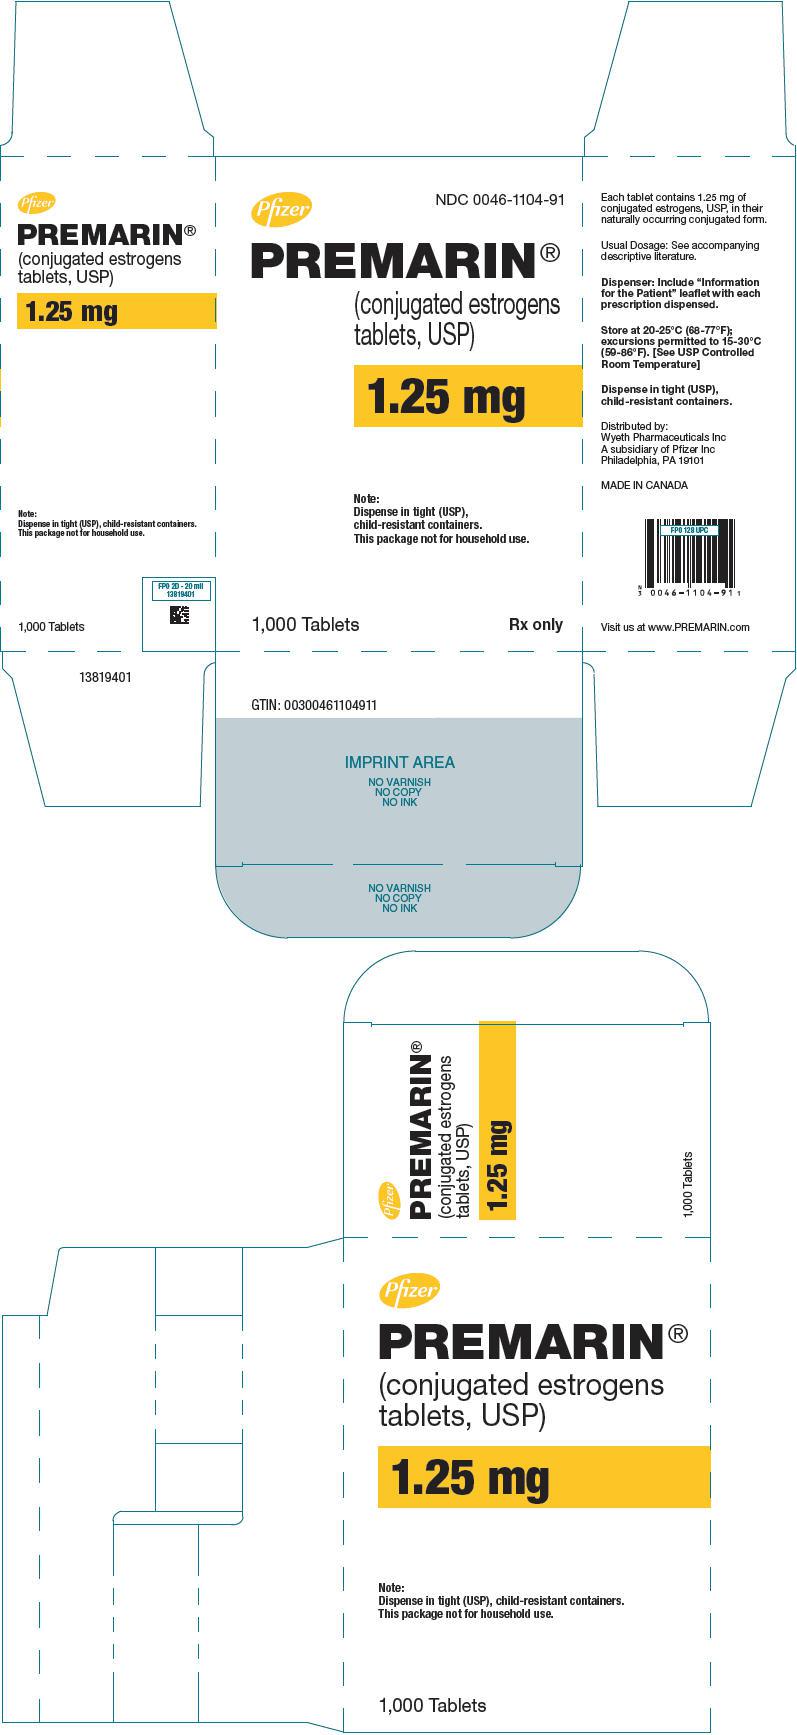 Pfizer
PREMARIN®
(conjugated estrogens
tablets, USP)
1.25 mg
Note:
Dispense in tight (USP), child-resistant containers.
This package not for household use.
FPO 2D - 20 mil
13819401
1,000 Tablets
13819401
Pfizer
NDC 0046-1104-91
PREMARIN®
(conjugated estrogens
tablets, USP)
1.25 mg
Note:
Dispense in tight (USP),
child-resistant containers.
This package not for household use.
1,000 Tablets
Rx only
GTIN: 00300461104911
IMPRINT AREA
NO VARNISH
NO COPY
NO INK
NO VARNISH
NO COPY
NO INK
Each tablet contains 1.25 mg of
conjugated estrogens, USP, in their
naturally occurring conjugated form.
Usual Dosage: See accompanying
descriptive literature.
Dispenser: Include “Information
for the Patient” leaflet with each
prescription dispensed.
Store at 20-25°C (68-77°F);
excursions permitted to 15-30°C
(59-86°F). [See USP Controlled
Room Temperature]
Dispense in tight (USP),
child-resistant containers.
Distributed by:
Wyeth Pharmaceuticals Inc
A subsidiary of Pfizer Inc
Philadelphia, PA 19101
MADE IN CANADA
FPO 128 UPC
N
3 0046-1104-91 1
Visit us at www.PREMARIN.com
Pfizer
PREMARIN®
(conjugated estrogens
tablets, USP)
1.25 mg
1,000 Tablets
Pfizer
PREMARIN®
(conjugated estrogens
tablets, USP)
1.25 mg
Note:
Dispense in tight (USP), child-resistant containers.
This package not for household use.
1,000 Tablets